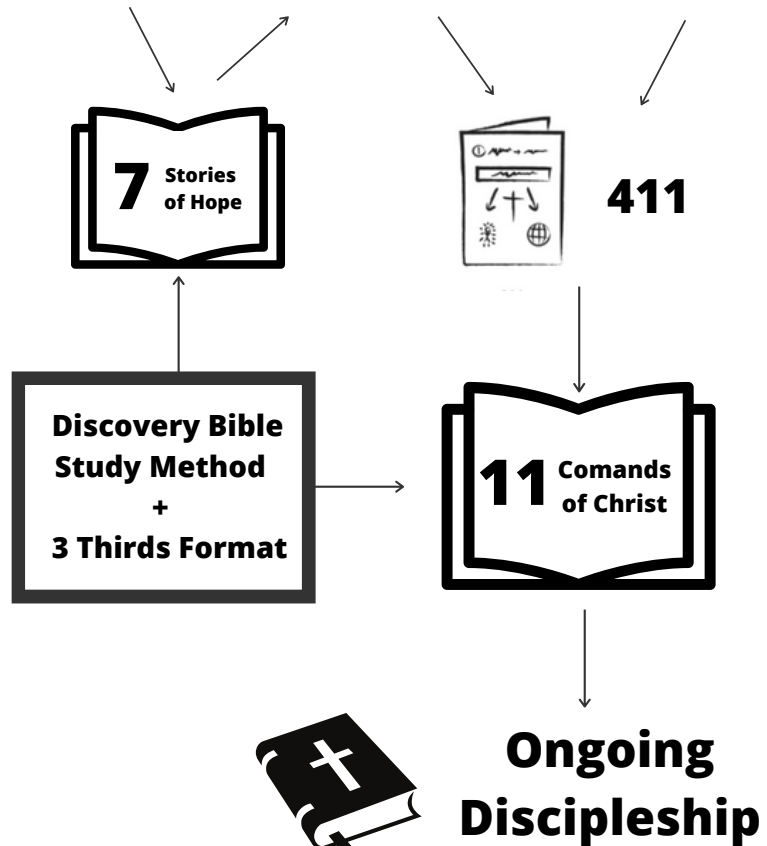 7 Stories
of Hope
411
Discovery Bible
Study Method
+
3 Thirds Format
11 Comands
of Christ
Ongoing
Discipleship